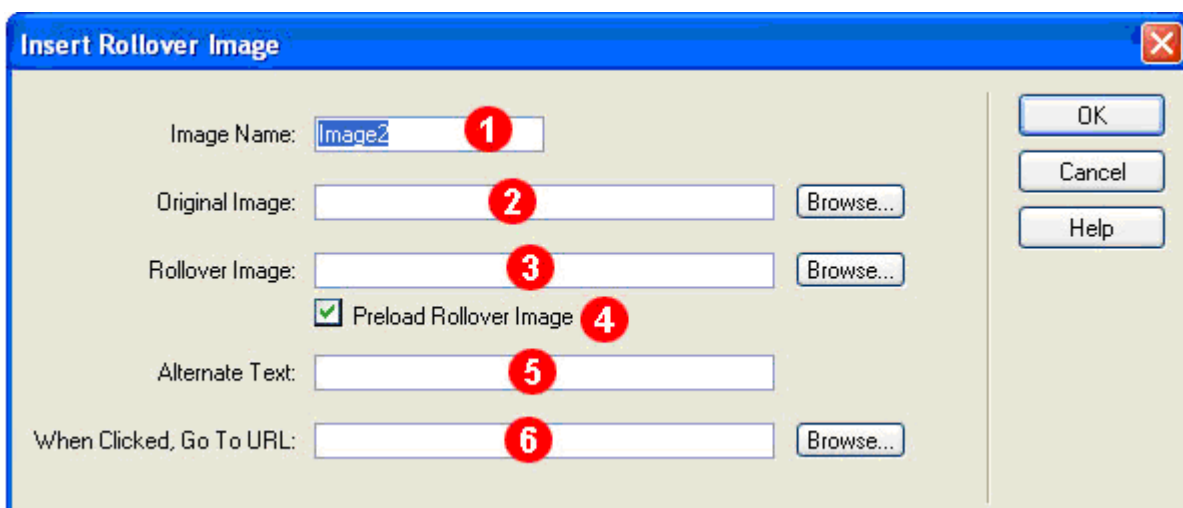 Insert Rollover Image
Image Name: Image2 1
OK
Original Image: 2 Browse...
Cancel
Rollover Image: 3 Browse...
Help
Preload Rollover Image 4
Alternate Text: 5
When Clicked, Go To URL: 6 Browse...